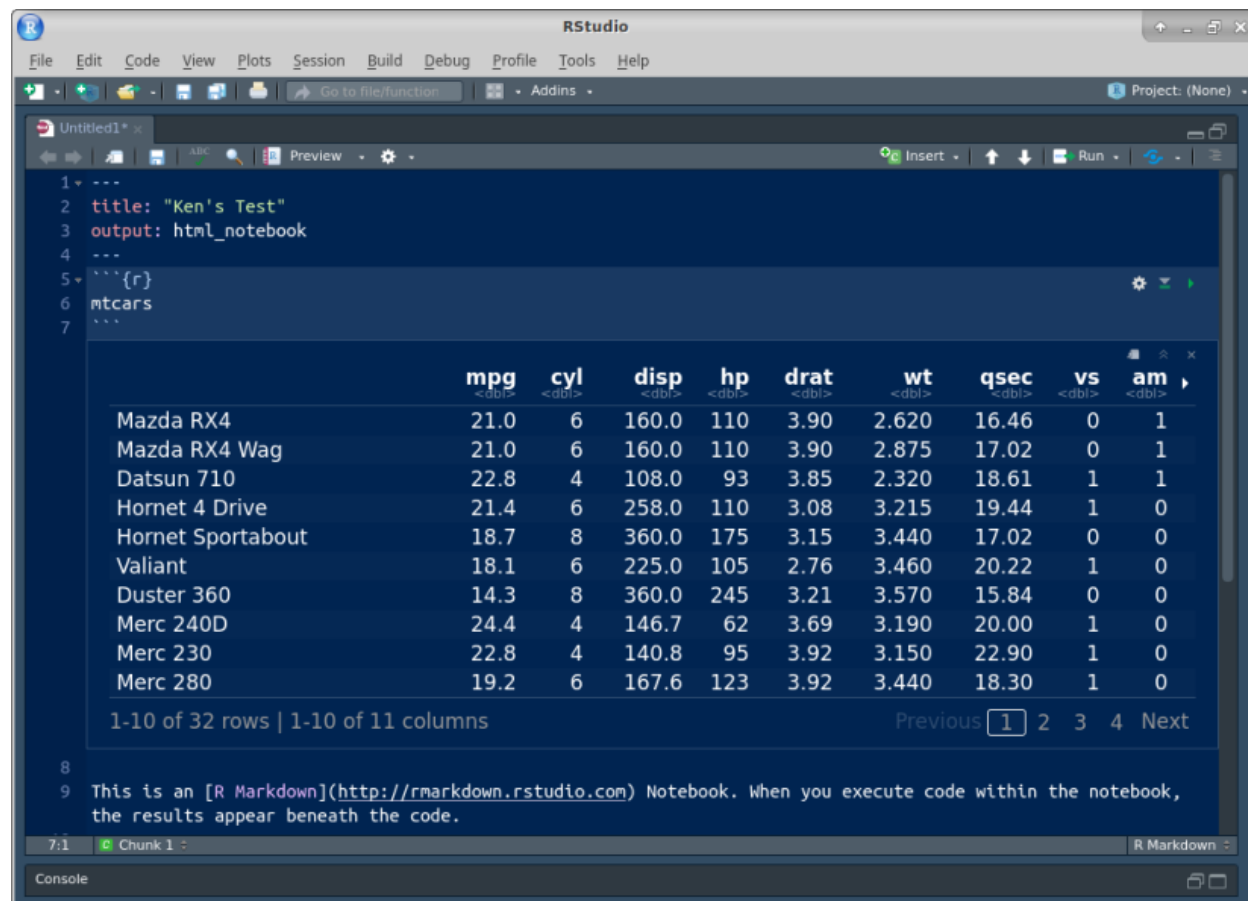 RStudio
File Edit Code View Plots Session Build Debug Profile Tools Help
Go to file/function Addins Project: (None)
Untitled1* ×
ABC Preview Insert Run
1 ---
2 title: "Ken's Test"
3 output: html_notebook
4 ---
5 ```{r}
6 mtcars
7 ```
mpg cyl disp hp drat wt qsec vs am
<dbl> <dbl> <dbl> <dbl> <dbl> <dbl> <dbl> <dbl> <dbl>
Mazda RX4 21.0 6 160.0 110 3.90 2.620 16.46 0 1
Mazda RX4 Wag 21.0 6 160.0 110 3.90 2.875 17.02 0 1
Datsun 710 22.8 4 108.0 93 3.85 2.320 18.61 1 1
Hornet 4 Drive 21.4 6 258.0 110 3.08 3.215 19.44 1 0
Hornet Sportabout 18.7 8 360.0 175 3.15 3.440 17.02 0 0
Valiant 18.1 6 225.0 105 2.76 3.460 20.22 1 0
Duster 360 14.3 8 360.0 245 3.21 3.570 15.84 0 0
Merc 240D 24.4 4 146.7 62 3.69 3.190 20.00 1 0
Merc 230 22.8 4 140.8 95 3.92 3.150 22.90 1 0
Merc 280 19.2 6 167.6 123 3.92 3.440 18.30 1 0
1-10 of 32 rows | 1-10 of 11 columns Previous 1 2 3 4 Next
8
9 This is an [R Markdown](http://rmarkdown.rstudio.com) Notebook. When you execute code within the notebook,
the results appear beneath the code.
7:1 C Chunk 1 R Markdown
Console